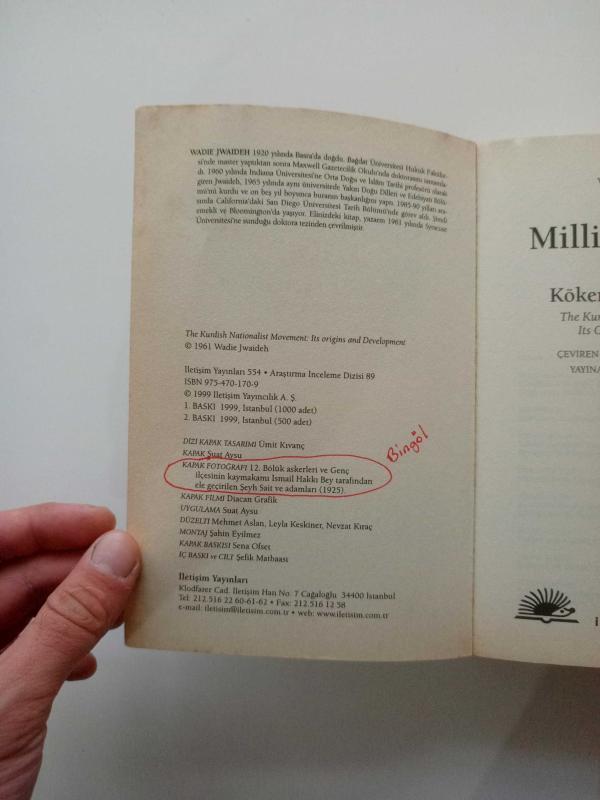 WADIE JWAIDEH 1920 yılında Basra'da doğdu. Bağdat Üniversitesi Hukuk Fakülte-
si'nde master yaptıktan sonra Maxwell Gazetecilik Okulu'nda doktorasını tamamla-
dı. 1960 yılında Indiana Üniversitesi'ne Orta Doğu ve İslâm Tarihi profesörü olarak
giren Jwaideh, 1965 yılında aynı üniversitede Yakın Doğu Dilleri ve Edebiyatı Bölü-
mü'nü kurdu ve on beş yıl boyunca buranın başkanlığını yaptı. 1985-90 yılları ara-
sında California'daki San Diego Üniversitesi Tarih Bölümü'nde görev aldı. Şimdi
emekli ve Bloomington'da yaşıyor. Elinizdeki kitap, yazarın 1961 yılında Syracuse
Üniversitesi'ne sunduğu doktora tezinden çevrilmiştir.
The Kurdish Nationalist Movement: Its origins and Development
© 1961 Wadie Jwaideh
İletişim Yayınları 554 • Araştırma İnceleme Dizisi 89
ISBN 975-470-170-9
© 1999 İletişim Yayıncılık A. Ş.
1. BASKI 1999, İstanbul (1000 adet)
2. BASKI 1999, İstanbul (500 adet)
DİZİ KAPAK TASARIMI Ümit Kıvanç
KAPAK Suat Aysu
KAPAK FOTOĞRAFI 12. Bölük askerleri ve Genç
ilçesinin kaymakamı İsmail Hakkı Bey tarafından
ele geçirilen Şeyh Sait ve adamları (1925).
Bingöl
KAPAK FİLMİ Diacan Grafik
UYGULAMA Suat Aysu
DÜZELTİ Mehmet Aslan, Leyla Keskiner, Nevzat Kıraç
MONTAJ Şahin Eyilmez
KAPAK BASKISI Sena Ofset
İÇ BASKI ve CİLT Şefik Matbaası
İletişim Yayınları
Klodfarer Cad. İletişim Han No. 7 Cağaloğlu 34400 İstanbul
Tel: 212.516 22 60-61-62 • Fax: 212.516 12 58
e-mail: iletisim@iletisim.com.tr • web: www.iletisim.com.tr
Milli
Köke
The Kur
Its O
ÇEVİREN
YAYINA